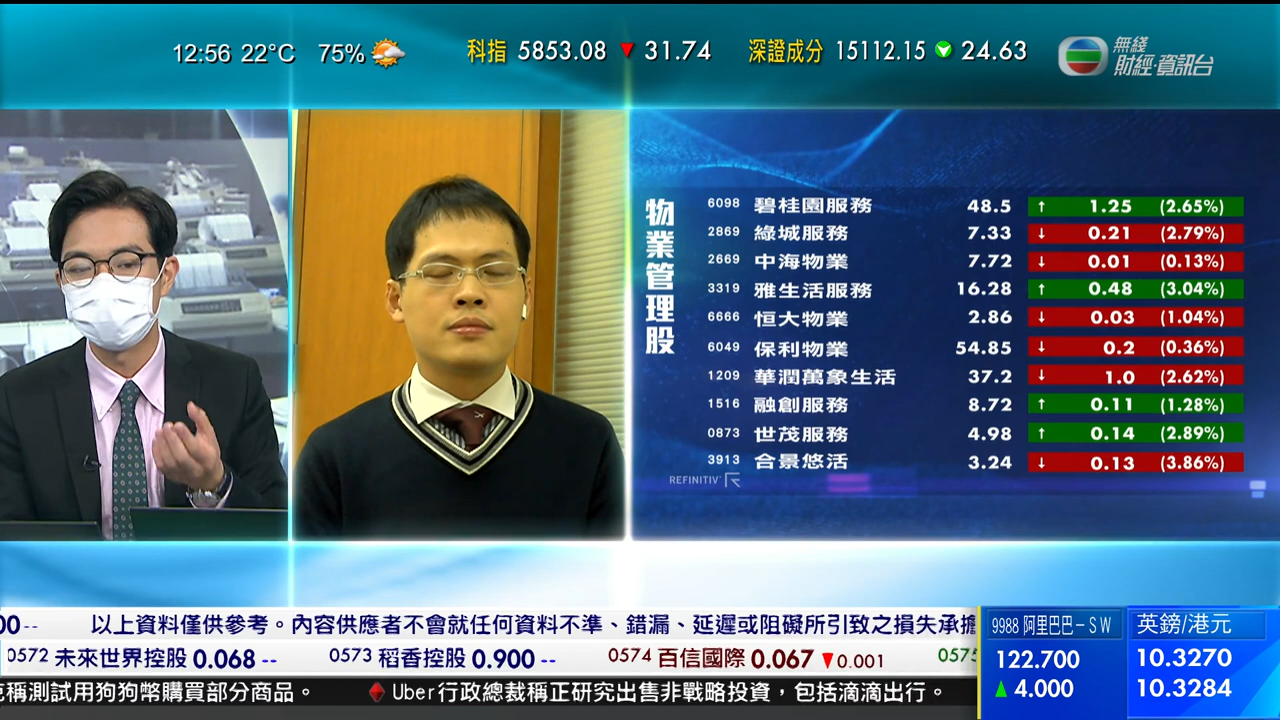 12:56 22°C 75% 科指 5853.08 ▼ 31.74 深證成分 15112.15 24.63 無綫
財經·資訊台
物業管理股
6098 碧桂園服務 48.5 ↑ 1.25 (2.65%)
2869 綠城服務 7.33 ↓ 0.21 (2.79%)
2669 中海物業 7.72 ↓ 0.01 (0.13%)
3319 雅生活服務 16.28 ↑ 0.48 (3.04%)
6666 恒大物業 2.86 ↓ 0.03 (1.04%)
6049 保利物業 54.85 ↓ 0.2 (0.36%)
1209 華潤萬象生活 37.2 ↓ 1.0 (2.62%)
1516 融創服務 8.72 ↑ 0.11 (1.28%)
0873 世茂服務 4.98 ↑ 0.14 (2.89%)
3913 合景悠活 3.24 ↓ 0.13 (3.86%)
REFINITIV
00-- 以上資料僅供參考。內容供應者不會就任何資料不準、錯漏、延遲或阻礙所引致之損失承擔
0572 未來世界控股 0.068 -- 0573 稻香控股 0.900 -- 0574 百信國際 0.067 ▼0.001 0575
稱測試用狗狗幣購買部分商品。 Uber行政總裁稱正研究出售非戰略投資，包括滴滴出行。
9988 阿里巴巴－ＳＷ
122.700
▲ 4.000
英鎊/港元
10.3270
10.3284